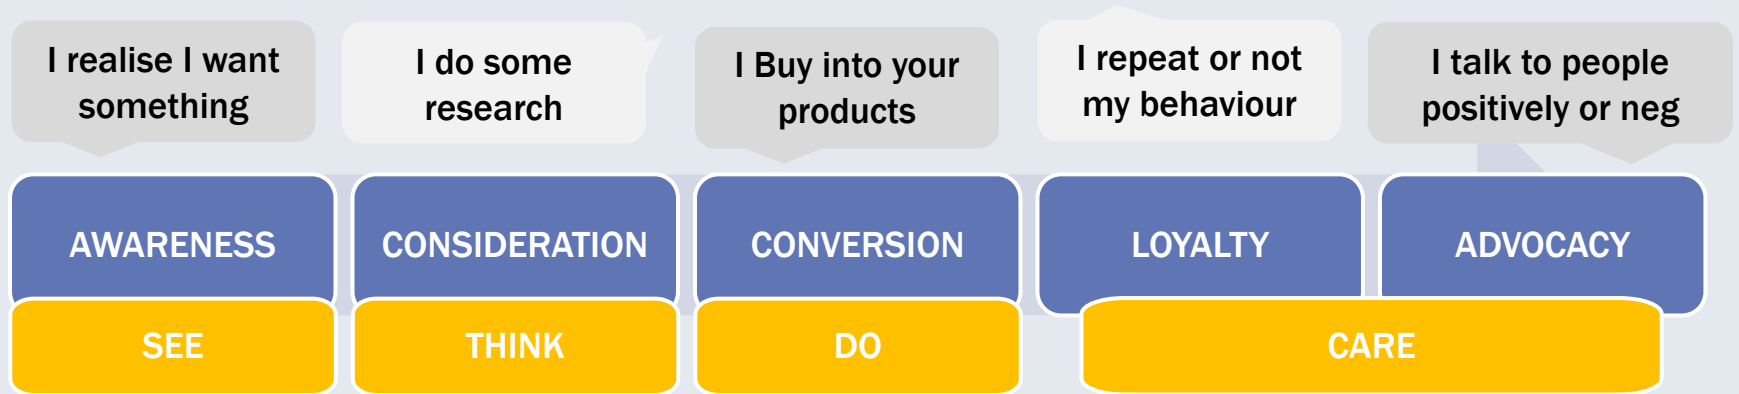 I realise I want
something
I do some
research
I Buy into your
products
I repeat or not
my behaviour
I talk to people
positively or neg
AWARENESS
CONSIDERATION
CONVERSION
LOYALTY
ADVOCACY
SEE
THINK
DO
CARE